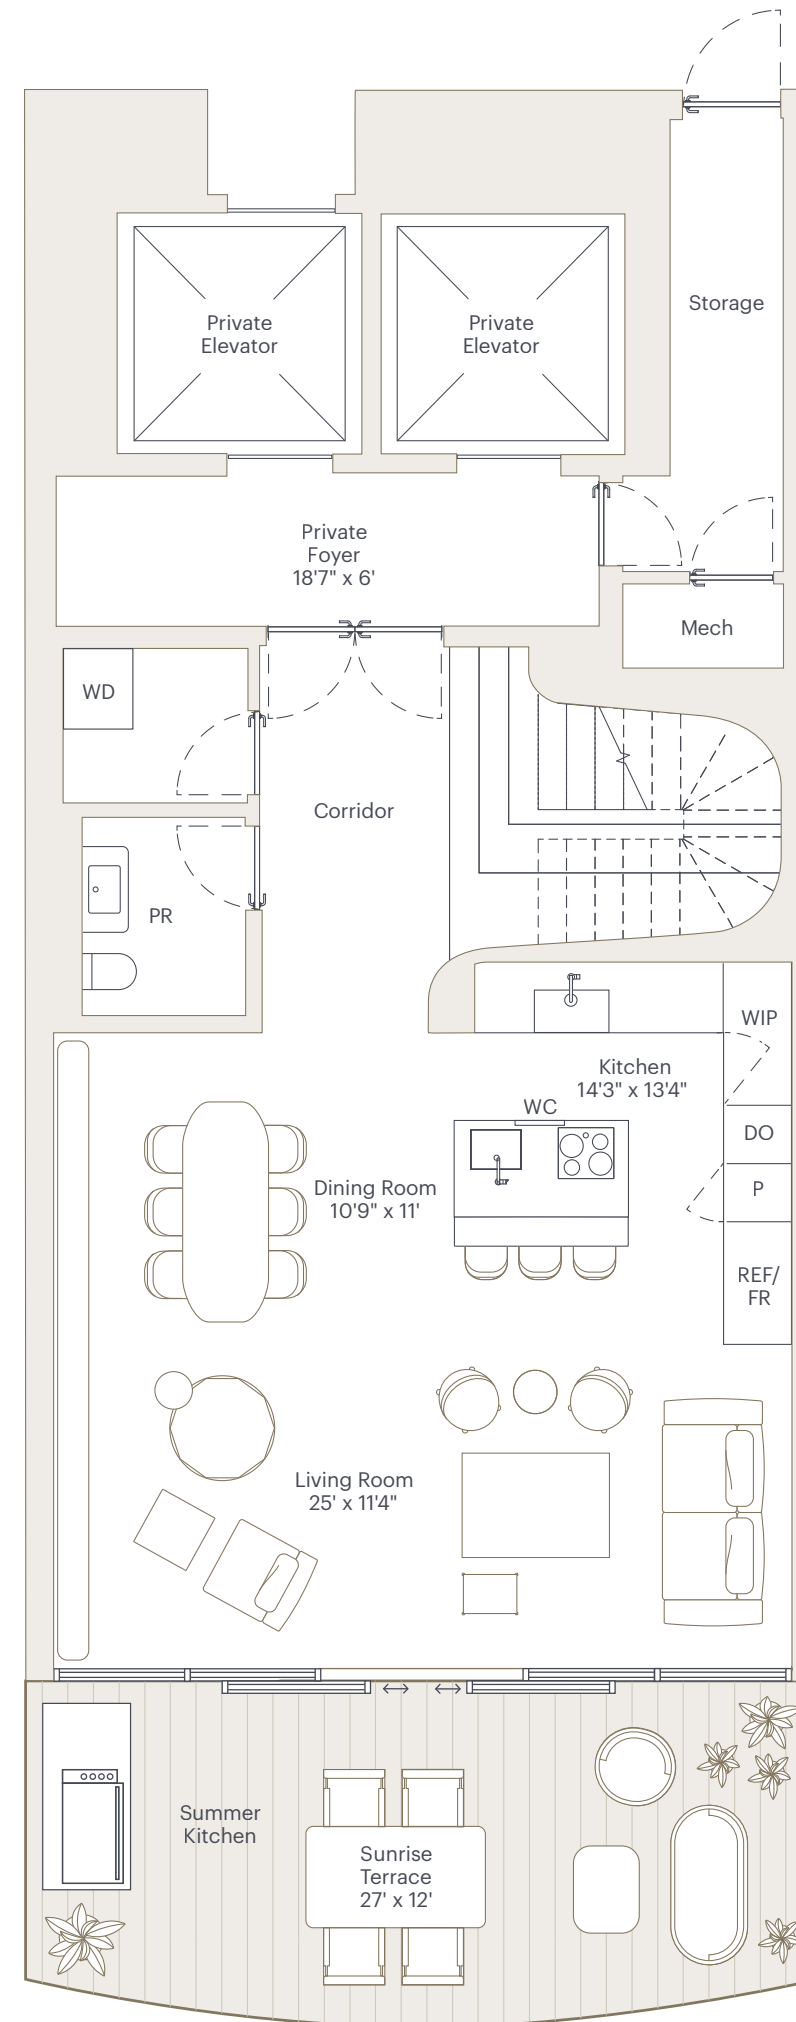 Storage
Private
Elevator
Private
Elevator
Private
Foyer
18'7" x 6'
Mech
WD
Corridor
PR
WIP
Kitchen
14'3" x 13'4"
WC
DO
Dining Room
10'9" x 11'
P
REF/
FR
Living Room
25' x 11'4"
Summer
Kitchen
Sunrise
Terrace
27' x 12'